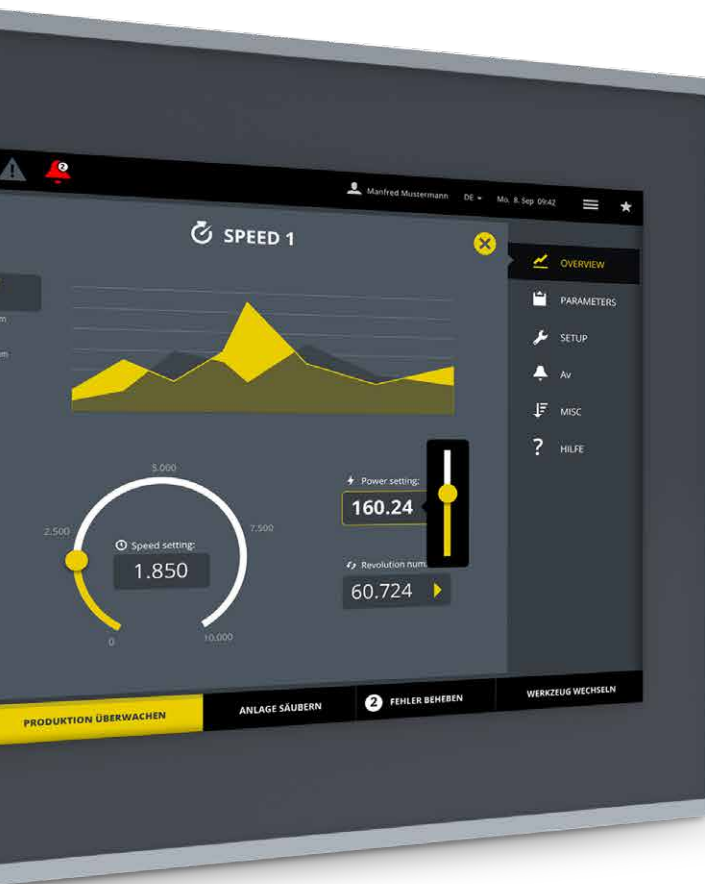 2
Manfred Mustermann
DE
Mo. 8. Sep 09:42
SPEED 1
OVERVIEW
PARAMETERS
SETUP
Av
MISC
? HILFE
m
m
5.000
2.500
7.500
0
10.000
Speed setting:
1.850
Power setting:
160.24
Revolution num
60.724
PRODUKTION ÜBERWACHEN
ANLAGE SÄUBERN
2 FEHLER BEHEBEN
WERKZEUG WECHSELN